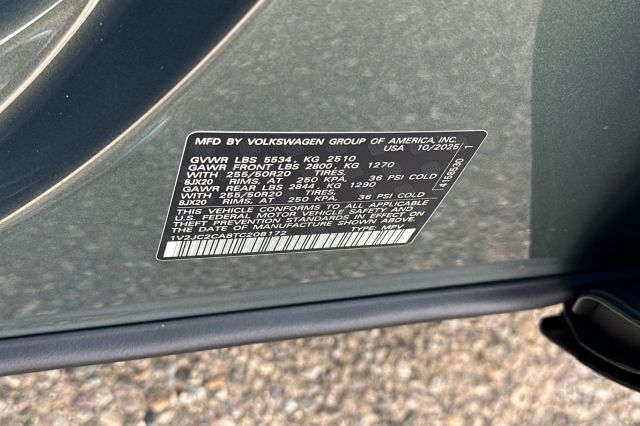 MFD BY VOLKSWAGEN GROUP OF AMERICA, INC.
USA 10/2025
GVWR LBS 5534, KG 2510
GAWR FRONT LBS 2800, KG 1270
WITH 255/50R20 TIRES,
8JX20 RIMS, AT 250 KPA, 36 PSI COLD
GAWR REAR LBS 2844, KG 1290
WITH 255/50R20 TIRES,
8JX20 RIMS, AT 250 KPA, 36 PSI COLD
THIS VEHICLE CONFORMS TO ALL APPLICABLE
U.S. FEDERAL MOTOR VEHICLE SAFETY AND
THEFT PREVENTION STANDARDS IN EFFECT ON
THE DATE OF MANUFACTURE SHOWN ABOVE.
1V2JC2CA8TC208172 TYPE: MPV